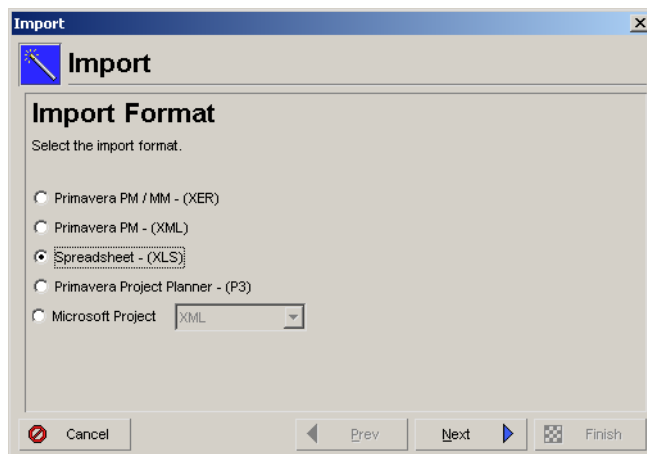 Import
Import
Import Format
Select the import format.
Primavera PM / MM - (XER)
Primavera PM - (XML)
Spreadsheet - (XLS)
Primavera Project Planner - (P3)
Microsoft Project XML
Cancel Prev Next Finish